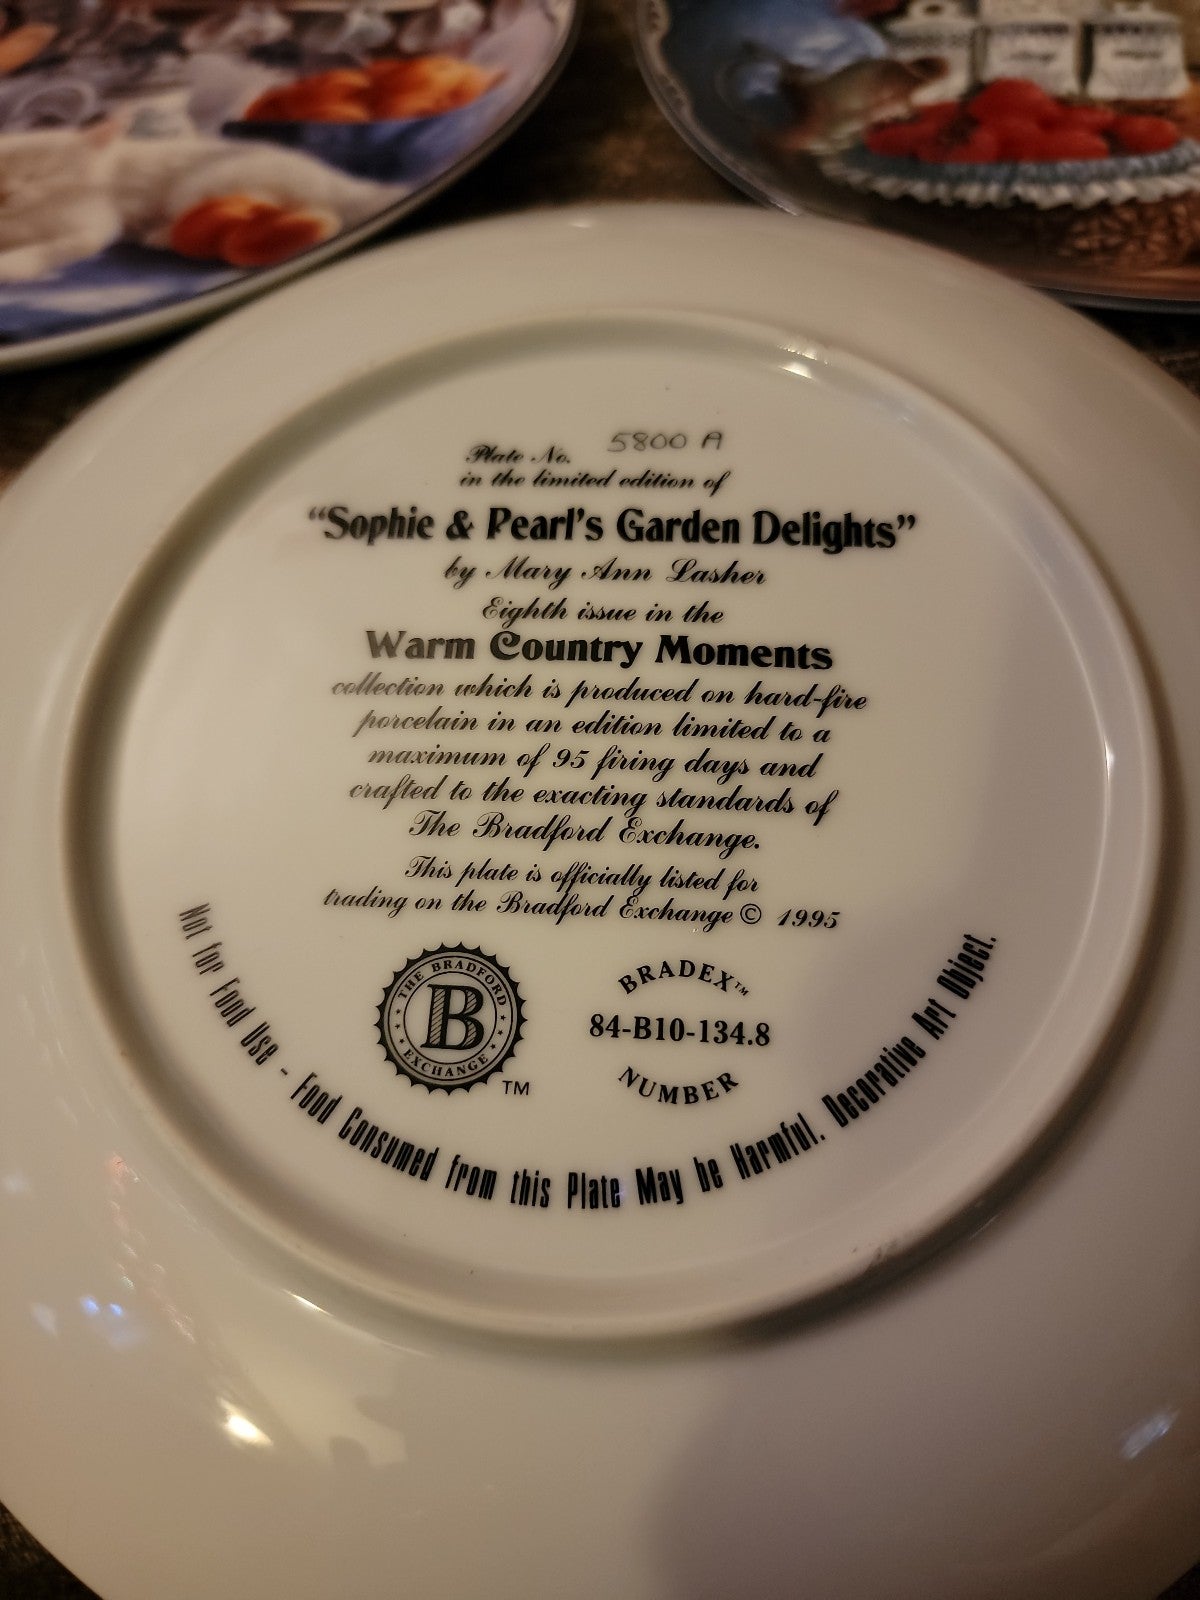 Plate No. 5800 A
in the limited edition of
“Sophie & Pearl’s Garden Delights”
by Mary Ann Lasher
Eighth issue in the
Warm Country Moments
collection which is produced on hard-fire
porcelain in an edition limited to a
maximum of 95 firing days and
crafted to the exacting standards of
The Bradford Exchange.
This plate is officially listed for
trading on the Bradford Exchange © 1995
THE BRADFORD
B
EXCHANGE
TM
BRADEX™
84-B10-134.8
NUMBER
Not for Food Use - Food Consumed from this Plate May be Harmful. Decorative Art Object.